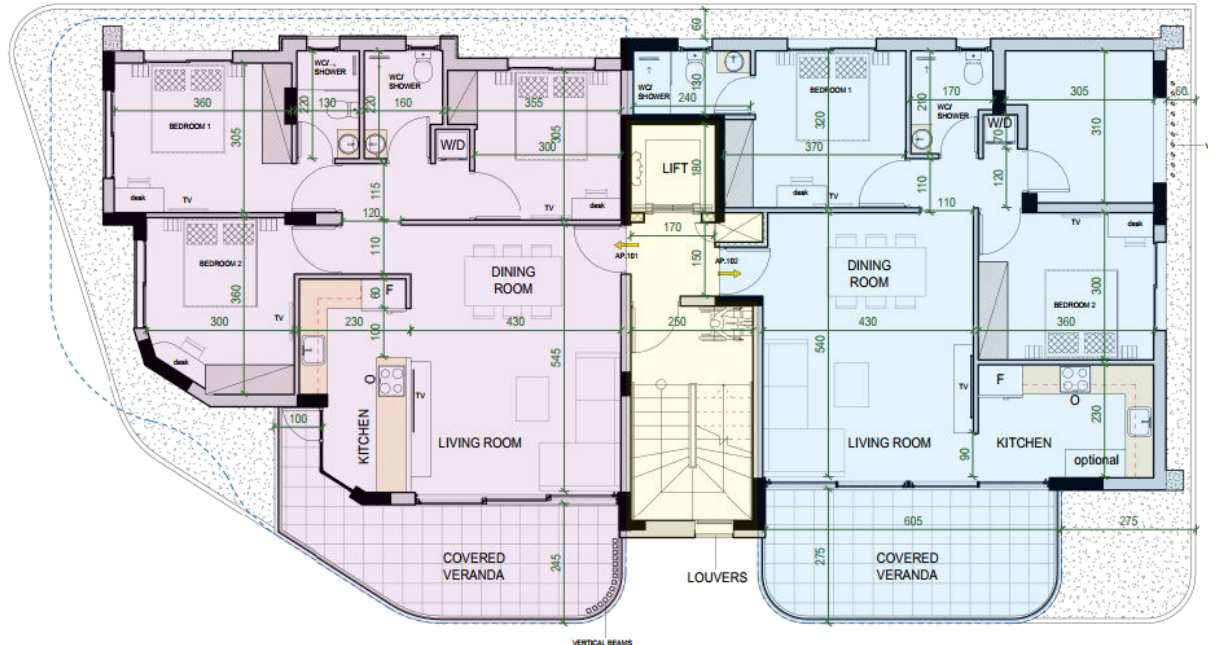 60
WC/
SHOWER
WC/
SHOWER
WC/
SHOWER
130
BEDROOM 1
210
WC/
SHOWER
360
220
130
220
160
355
240
170
305
60
BEDROOM 1
305
305
300
W/D
320
370
W/D
70
310
LIFT
180
desk
TV
115
TV
desk
desk
TV
110
120
120
110
170
TV
desk
BEDROOM 2
110
AP.101
150
AP.102
DINING
ROOM
DINING
ROOM
360
60
F
300
BEDROOM 2
300
TV
230
100
430
250
430
360
desk
O
545
540
TV
TV
F
O
100
KITCHEN
LIVING ROOM
LIVING ROOM
90
KITCHEN
230
optional
605
275
COVERED
VERANDA
245
LOUVERS
275
COVERED
VERANDA
VERTICAL BEAMS